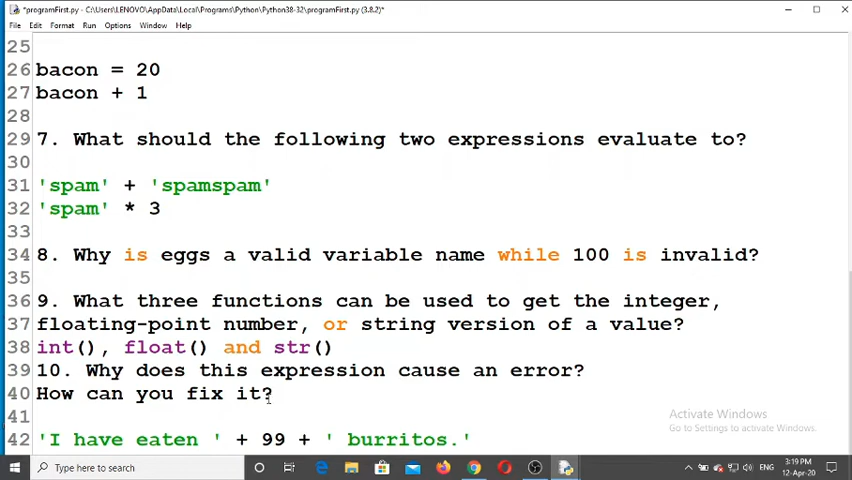 *programFirst.py - C:\Users\LENOVO\AppData\Local\Programs\Python\Python38-32\programFirst.py (3.8.2)*
File Edit Format Run Options Window Help
25
26 bacon = 20
27 bacon + 1
28
29 7. What should the following two expressions evaluate to?
30
31 'spam' + 'spamspam'
32 'spam' * 3
33
34 8. Why is eggs a valid variable name while 100 is invalid?
35
36 9. What three functions can be used to get the integer,
37 floating-point number, or string version of a value?
38 int(), float() and str()
39 10. Why does this expression cause an error?
40 How can you fix it?
41
42 'I have eaten ' + 99 + ' burritos.'
Activate Windows
Go to Settings to activate Windows.
Type here to search
ENG
3:19 PM
12-Apr-20